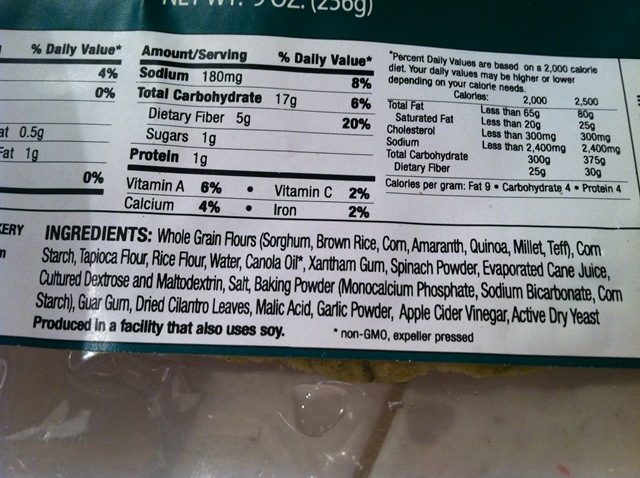 NET WT. 9 OZ. (256g)
% Daily Value*
4%
0%
at 0.5g
Fat 1g
0%
Amount/Serving % Daily Value*
Sodium 180mg 8%
Total Carbohydrate 17g 6%
Dietary Fiber 5g 20%
Sugars 1g
Protein 1g
Vitamin A 6% • Vitamin C 2%
Calcium 4% • Iron 2%
*Percent Daily Values are based on a 2,000 calorie
diet. Your daily values may be higher or lower
depending on your calorie needs.
Calories: 2,000 2,500
Total Fat Less than 65g 80g
Saturated Fat Less than 20g 25g
Cholesterol Less than 300mg 300mg
Sodium Less than 2,400mg 2,400mg
Total Carbohydrate 300g 375g
Dietary Fiber 25g 30g
Calories per gram: Fat 9 • Carbohydrate 4 • Protein 4
KERY
INGREDIENTS: Whole Grain Flours (Sorghum, Brown Rice, Corn, Amaranth, Quinoa, Millet, Teff), Corn
Starch, Tapioca Flour, Rice Flour, Water, Canola Oil*, Xantham Gum, Spinach Powder, Evaporated Cane Juice,
Cultured Dextrose and Maltodextrin, Salt, Baking Powder (Monocalcium Phosphate, Sodium Bicarbonate, Corn
Starch), Guar Gum, Dried Cilantro Leaves, Malic Acid, Garlic Powder, Apple Cider Vinegar, Active Dry Yeast
Produced in a facility that also uses soy. * non-GMO, expeller pressed